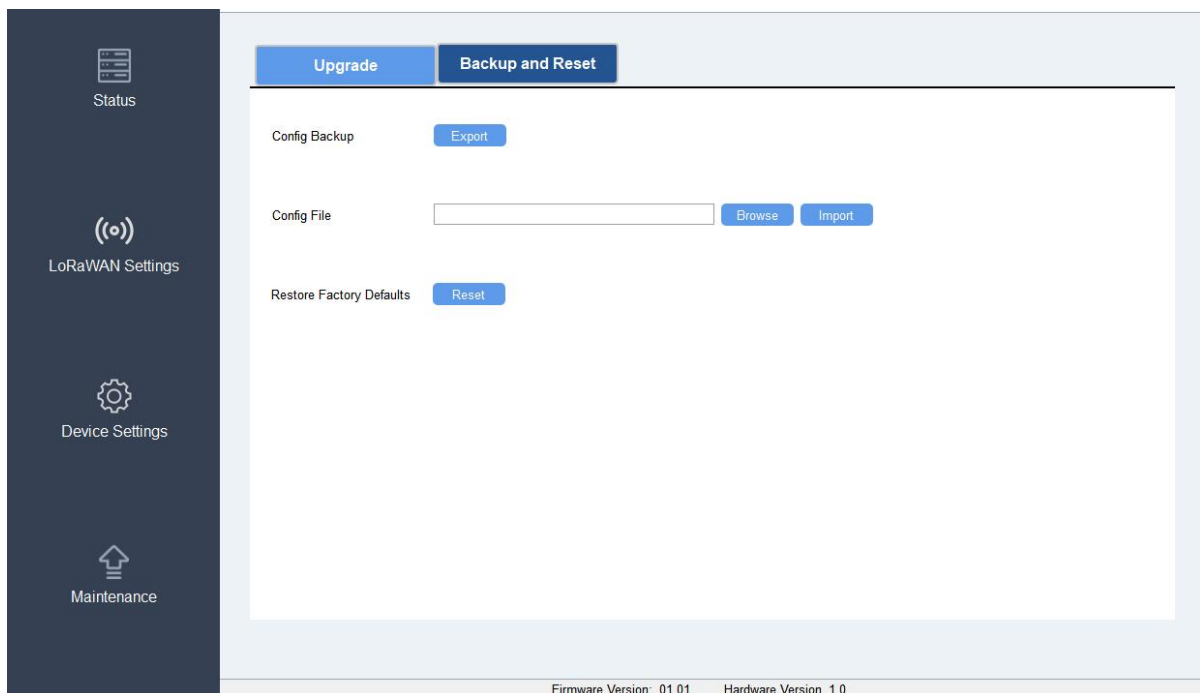 Status
LoRaWAN Settings
Device Settings
Maintenance
Upgrade Backup and Reset
Config Backup Export
Config File Browse Import
Restore Factory Defaults Reset
Firmware Version: 01.01 Hardware Version 1.0